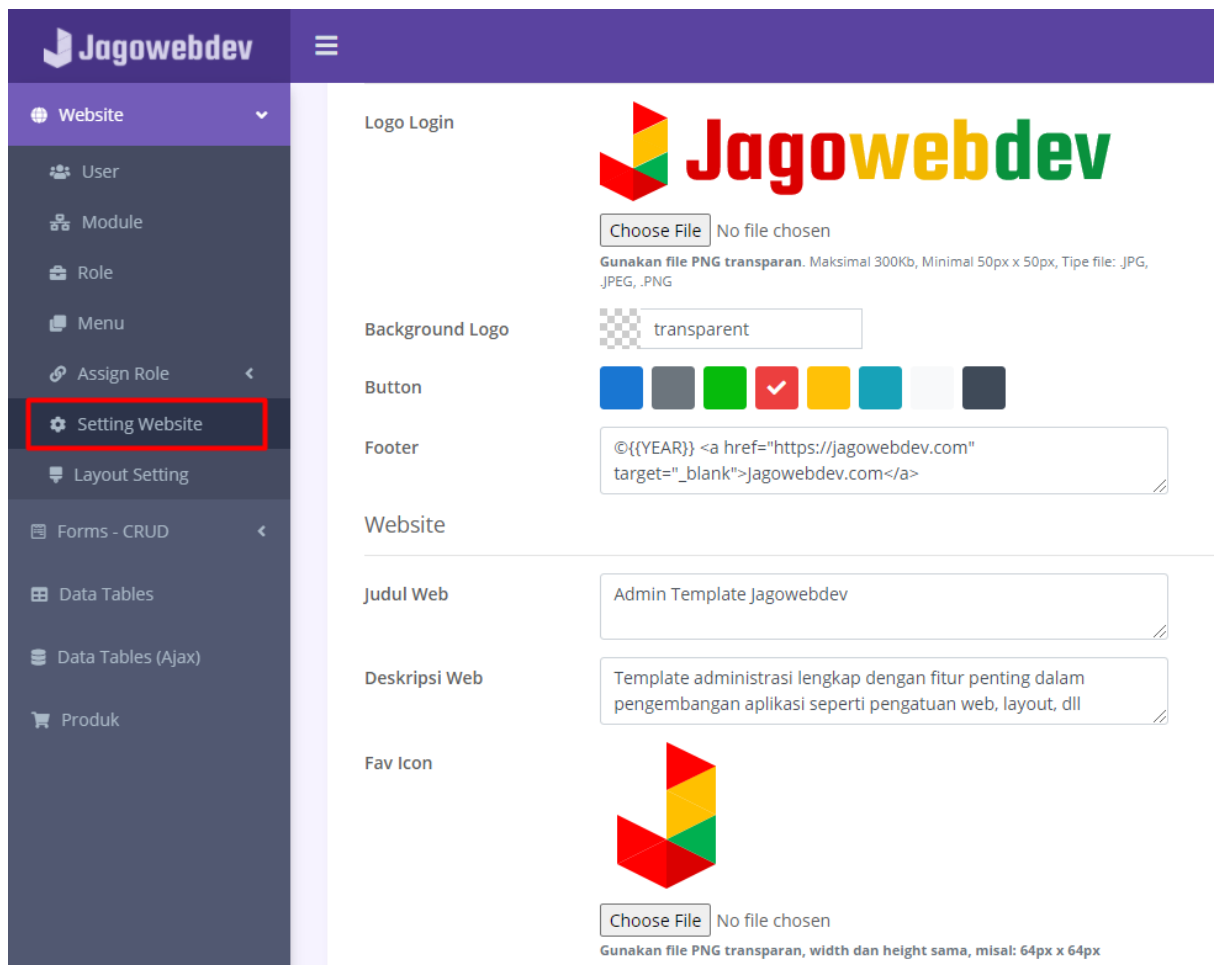 Jagowebdev
Website
User
Module
Role
Menu
Assign Role
Setting Website
Layout Setting
Forms - CRUD
Data Tables
Data Tables (Ajax)
Produk
Logo Login
Jagowebdev
Choose File No file chosen
Gunakan file PNG transparan. Maksimal 300Kb, Minimal 50px x 50px, Tipe file: .JPG,
.JPEG, .PNG
Background Logo
transparent
Button
Footer
©{{YEAR}} <a href="https://jagowebdev.com"
target="_blank">Jagowebdev.com</a>
Website
Judul Web
Admin Template Jagowebdev
Deskripsi Web
Template administrasi lengkap dengan fitur penting dalam
pengembangan aplikasi seperti pengatuan web, layout, dll
Fav Icon
Choose File No file chosen
Gunakan file PNG transparan, width dan height sama, misal: 64px x 64px